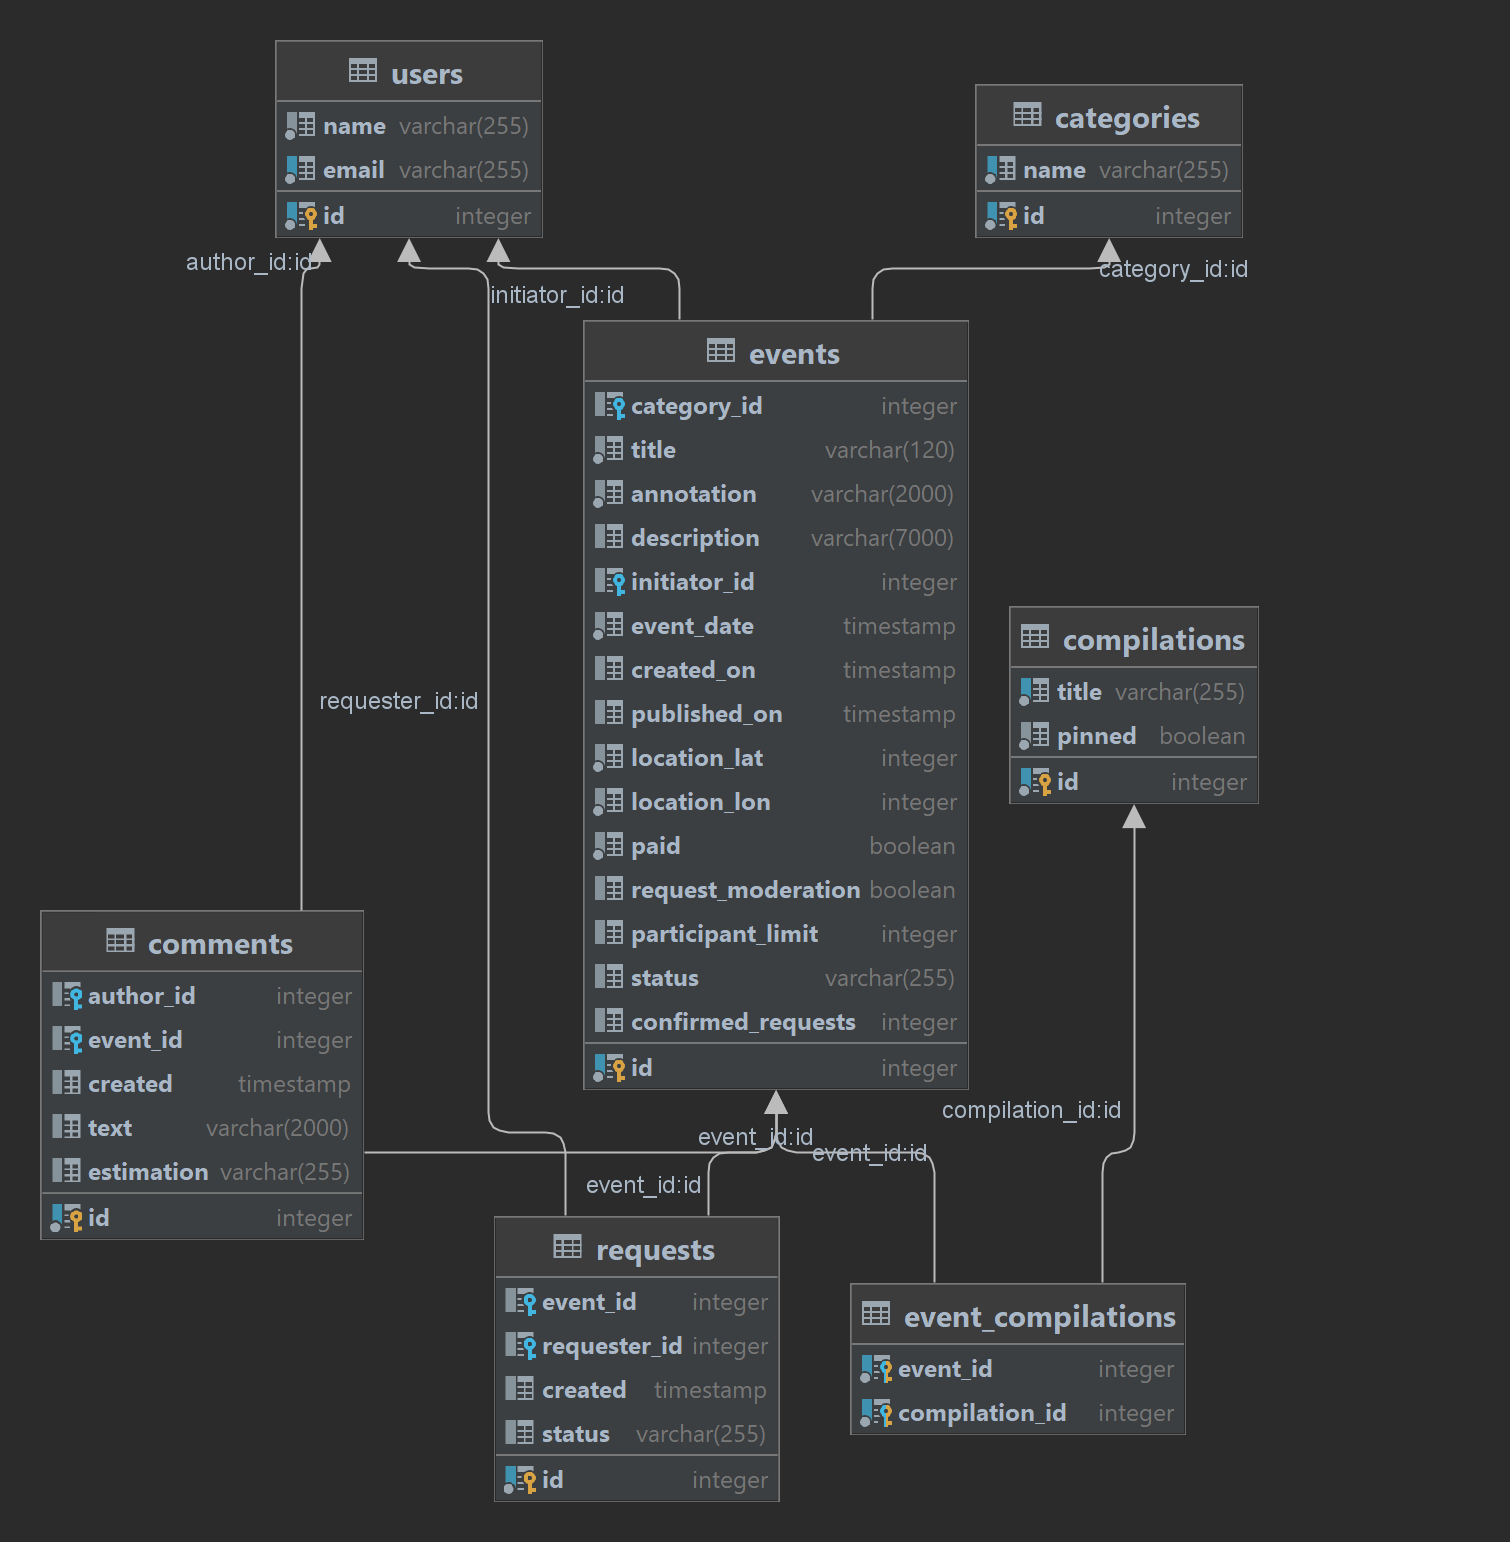 users
name varchar(255)
email varchar(255)
id integer
categories
name varchar(255)
id integer
author_id:id
initiator_id:id
category_id:id
events
category_id integer
title varchar(120)
annotation varchar(2000)
description varchar(7000)
initiator_id integer
event_date timestamp
created_on timestamp
published_on timestamp
location_lat integer
location_lon integer
paid boolean
request_moderation boolean
participant_limit integer
status varchar(255)
confirmed_requests integer
id integer
compilations
title varchar(255)
pinned boolean
id integer
requester_id:id
comments
author_id integer
event_id integer
created timestamp
text varchar(2000)
estimation varchar(255)
id integer
compilation_id:id
event_id:id
event_id:id
event_id:id
requests
event_id integer
requester_id integer
created timestamp
status varchar(255)
id integer
event_compilations
event_id integer
compilation_id integer